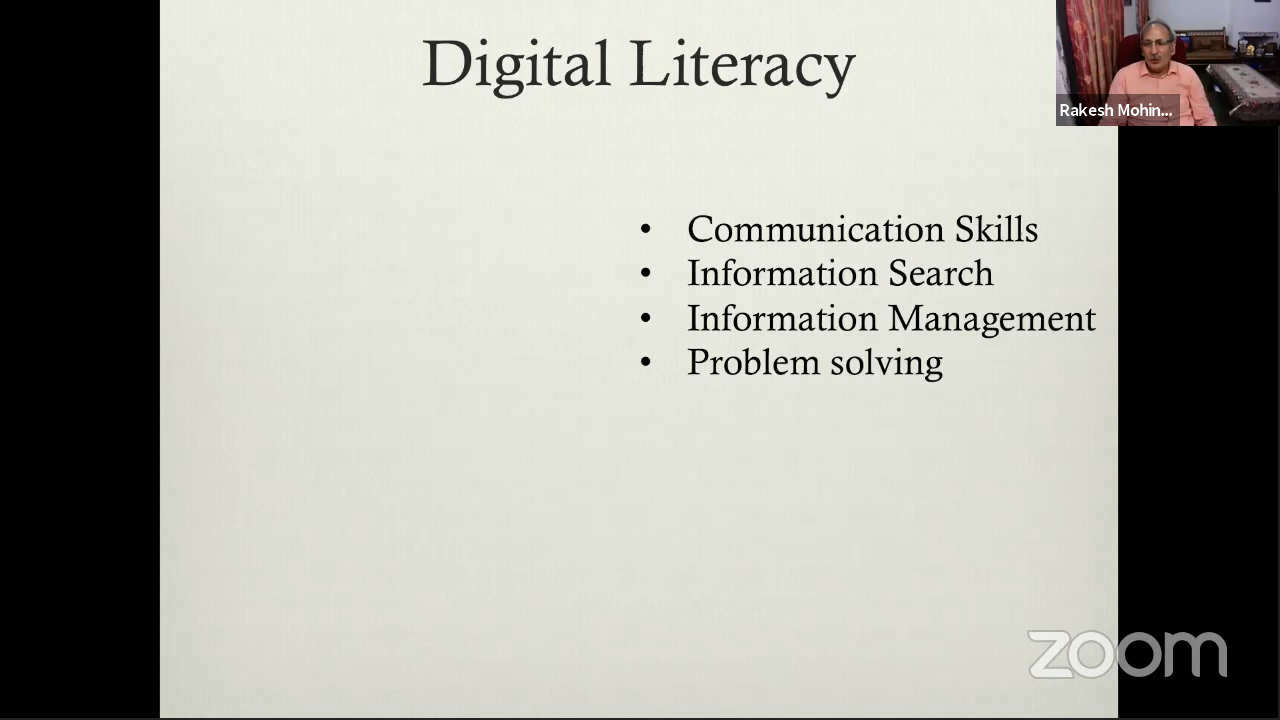 Digital Literacy
Rakesh Mohin...
• Communication Skills
• Information Search
• Information Management
• Problem solving
zoom